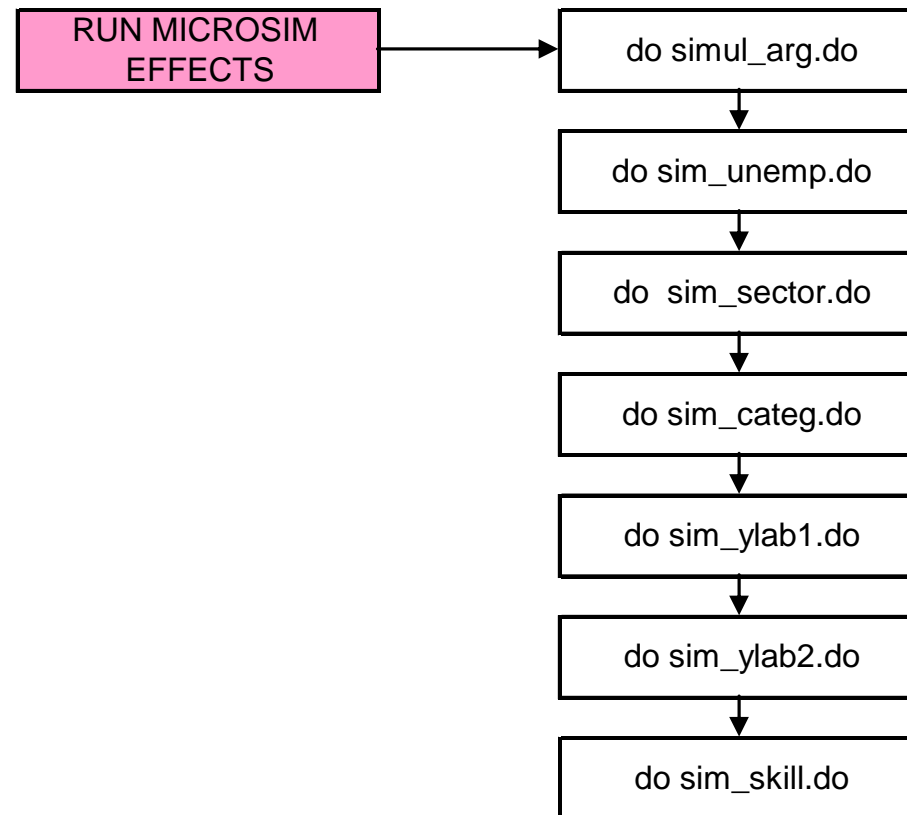 RUN MICROSIM
EFFECTS
do simul_arg.do
do sim_unemp.do
do  sim_sector.do
do sim_categ.do
do sim_ylab1.do
do sim_ylab2.do
do sim_skill.do